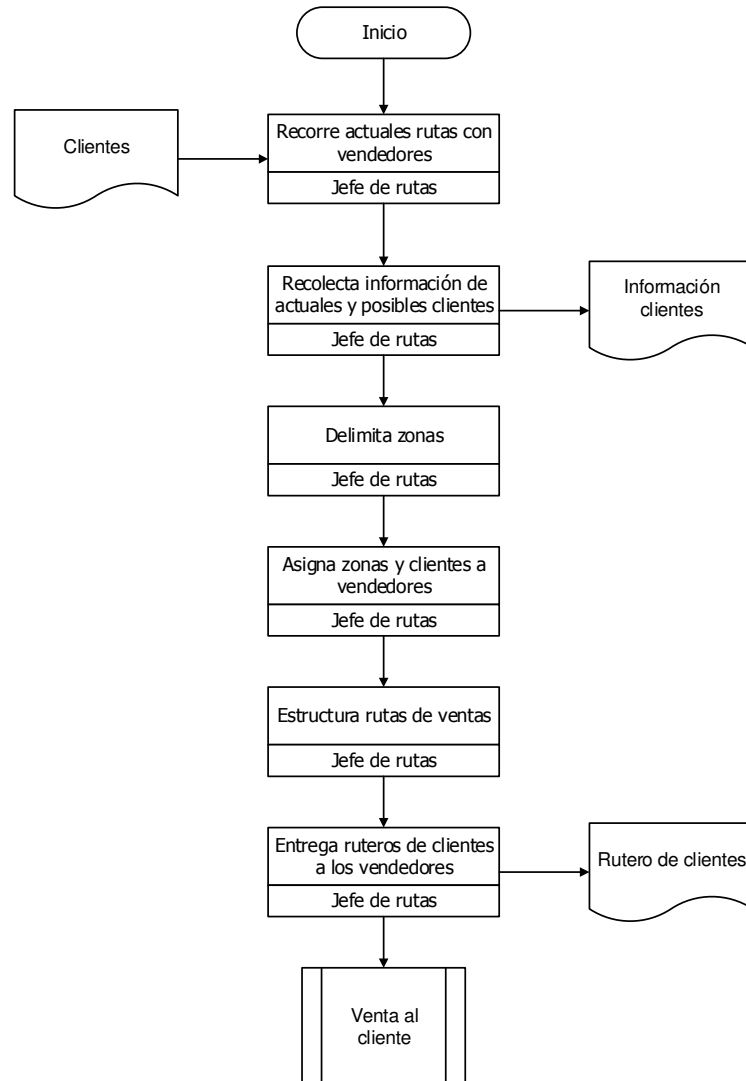 Inicio
Clientes
Recorre actuales rutas con
vendedores
Jefe de rutas
Recolecta información de
actuales y posibles clientes
Jefe de rutas
Información
clientes
Delimita zonas
Jefe de rutas
Asigna zonas y clientes a
vendedores
Jefe de rutas
Estructura rutas de ventas
Jefe de rutas
Entrega ruteros de clientes
a los vendedores
Jefe de rutas
Rutero de clientes
Venta al
cliente